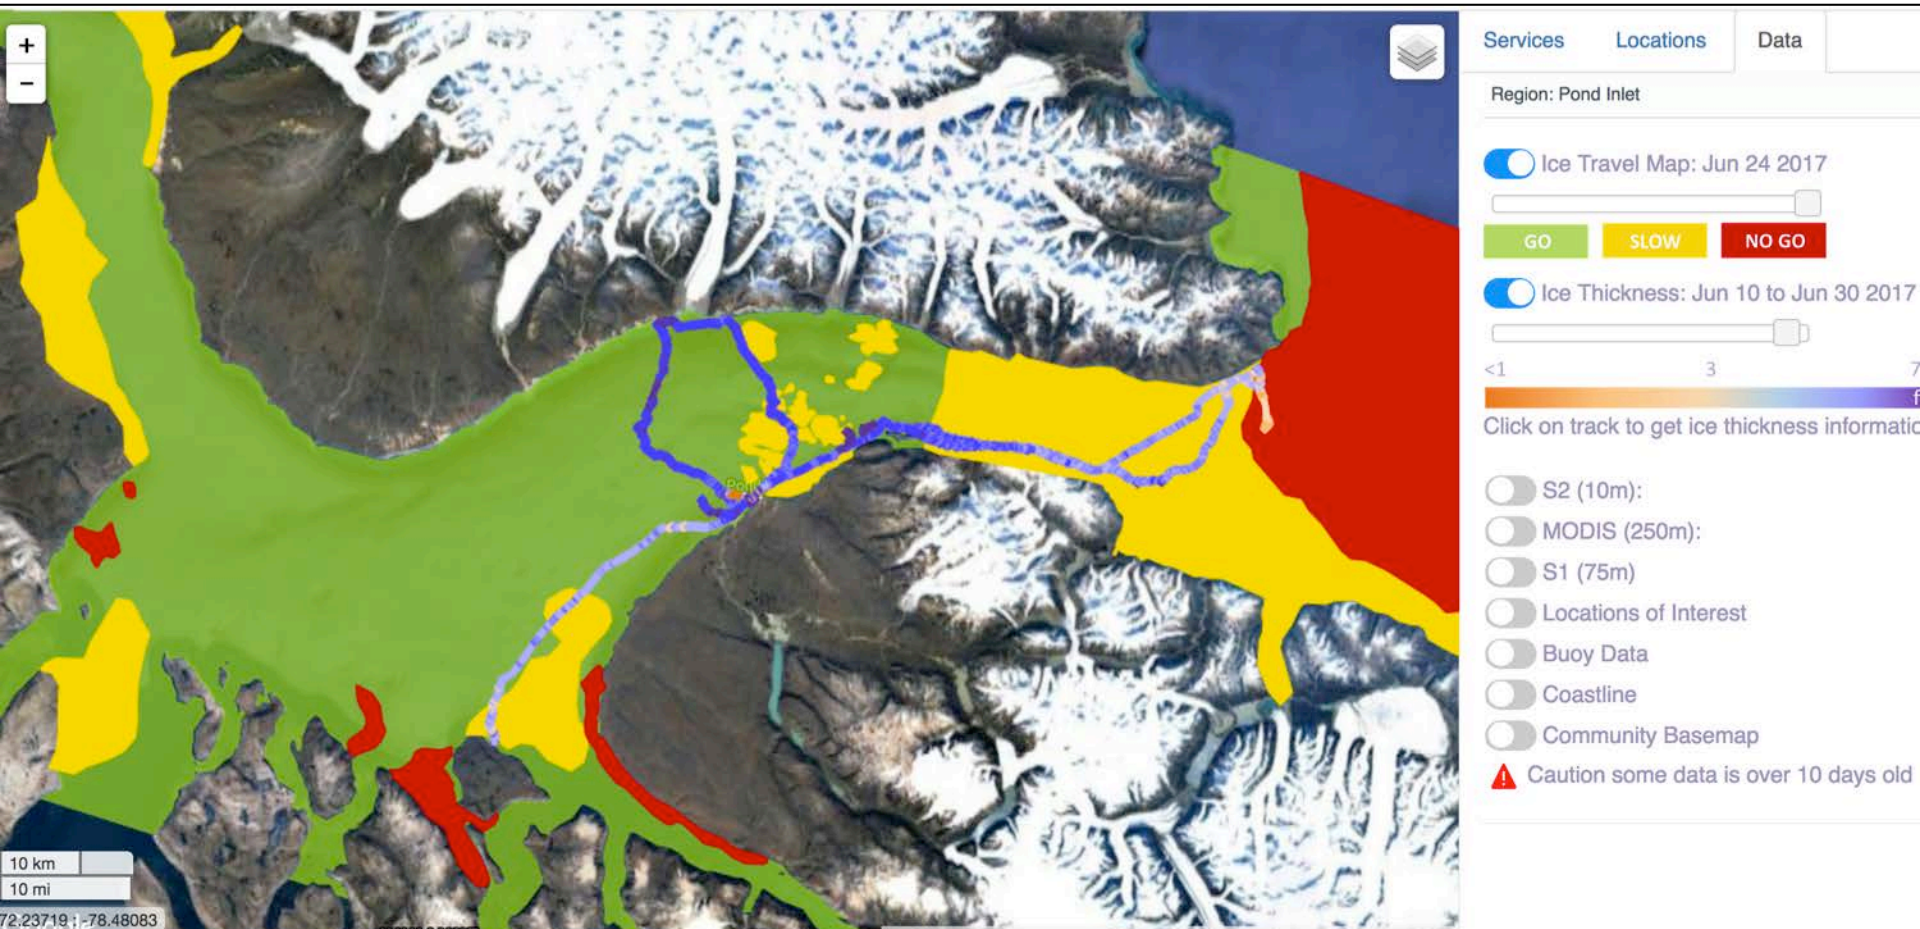 +
−
Services Locations Data
Region: Pond Inlet
Ice Travel Map: Jun 24 2017
GO SLOW NO GO
Ice Thickness: Jun 10 to Jun 30 2017
<1 3 7
f
Click on track to get ice thickness informatio
S2 (10m):
MODIS (250m):
S1 (75m)
Locations of Interest
Buoy Data
Coastline
Community Basemap
Caution some data is over 10 days old
Pond
10 km
10 mi
72.23719 : -78.48083